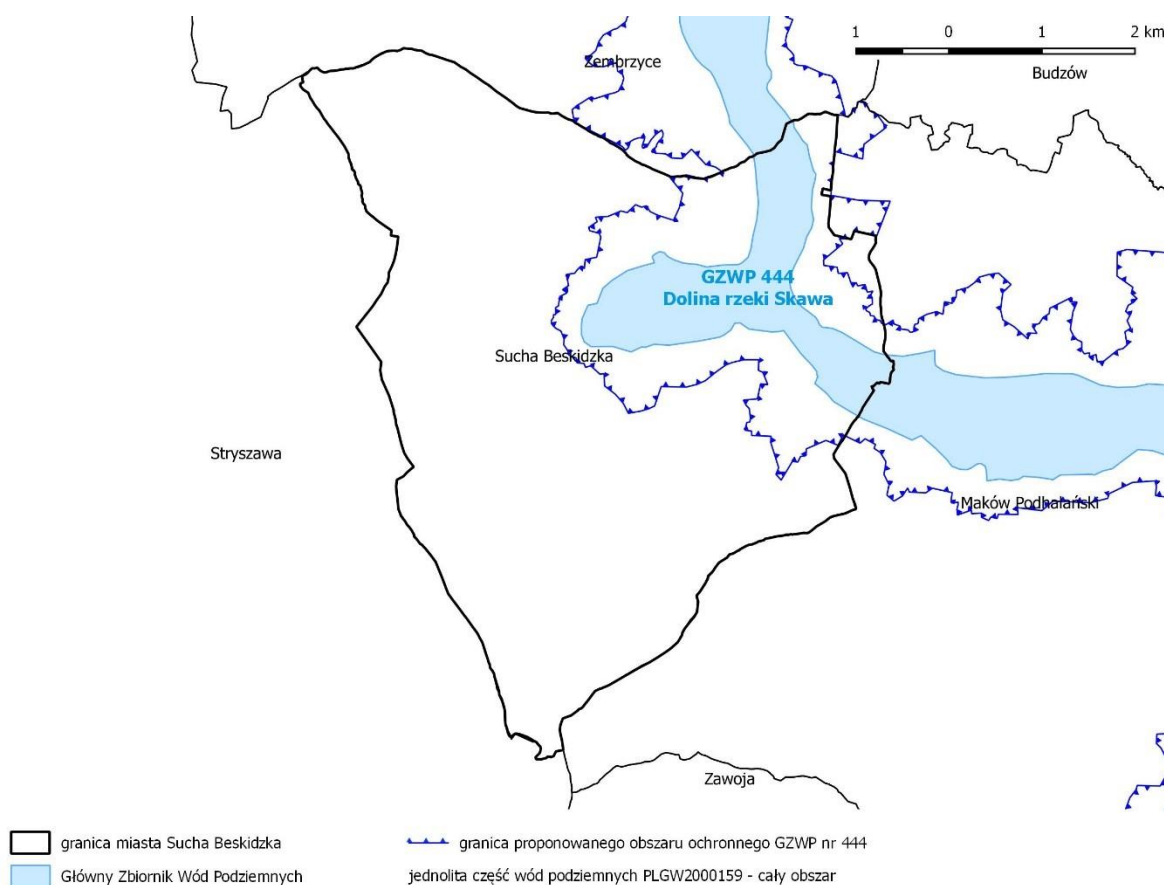 1 0 1 2 km
Zembrzyce
Budzów
GZWP 444
Dolina rzeki Skawa
Sucha Beskidzka
Stryszawa
Maków Podhalański
Zawoja
granica miasta Sucha Beskidzka
granica proponowanego obszaru ochronnego GZWP nr 444
Główny Zbiornik Wód Podziemnych
jednolita część wód podziemnych PLGW2000159 - cały obszar